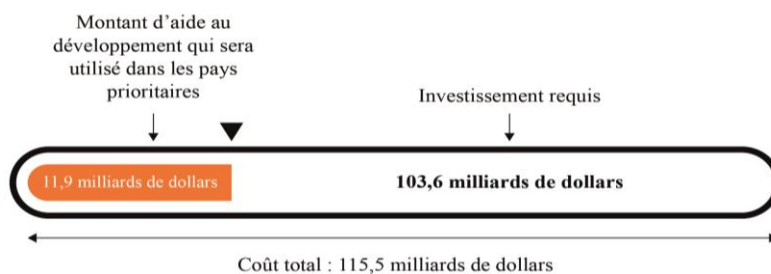 Montant d’aide au
développement qui sera
utilisé dans les pays
prioritaires
Investissement requis
11,9 milliards de dollars
103,6 milliards de dollars
Coût total : 115,5 milliards de dollars